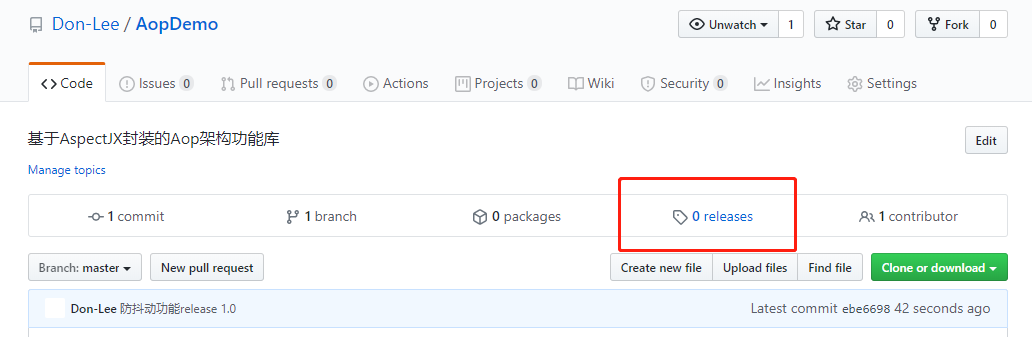 Don-Lee / AopDemo Unwatch 1 Star 0 Fork 0
Code Issues 0 Pull requests 0 Actions Projects 0 Wiki Security 0 Insights Settings
基于AspectJX封装的Aop架构功能库 Edit
Manage topics
1 commit 1 branch 0 packages 0 releases 1 contributor
Branch: master New pull request Create new file Upload files Find file Clone or download
Don-Lee 防抖动功能release 1.0 Latest commit ebe6698 42 seconds ago